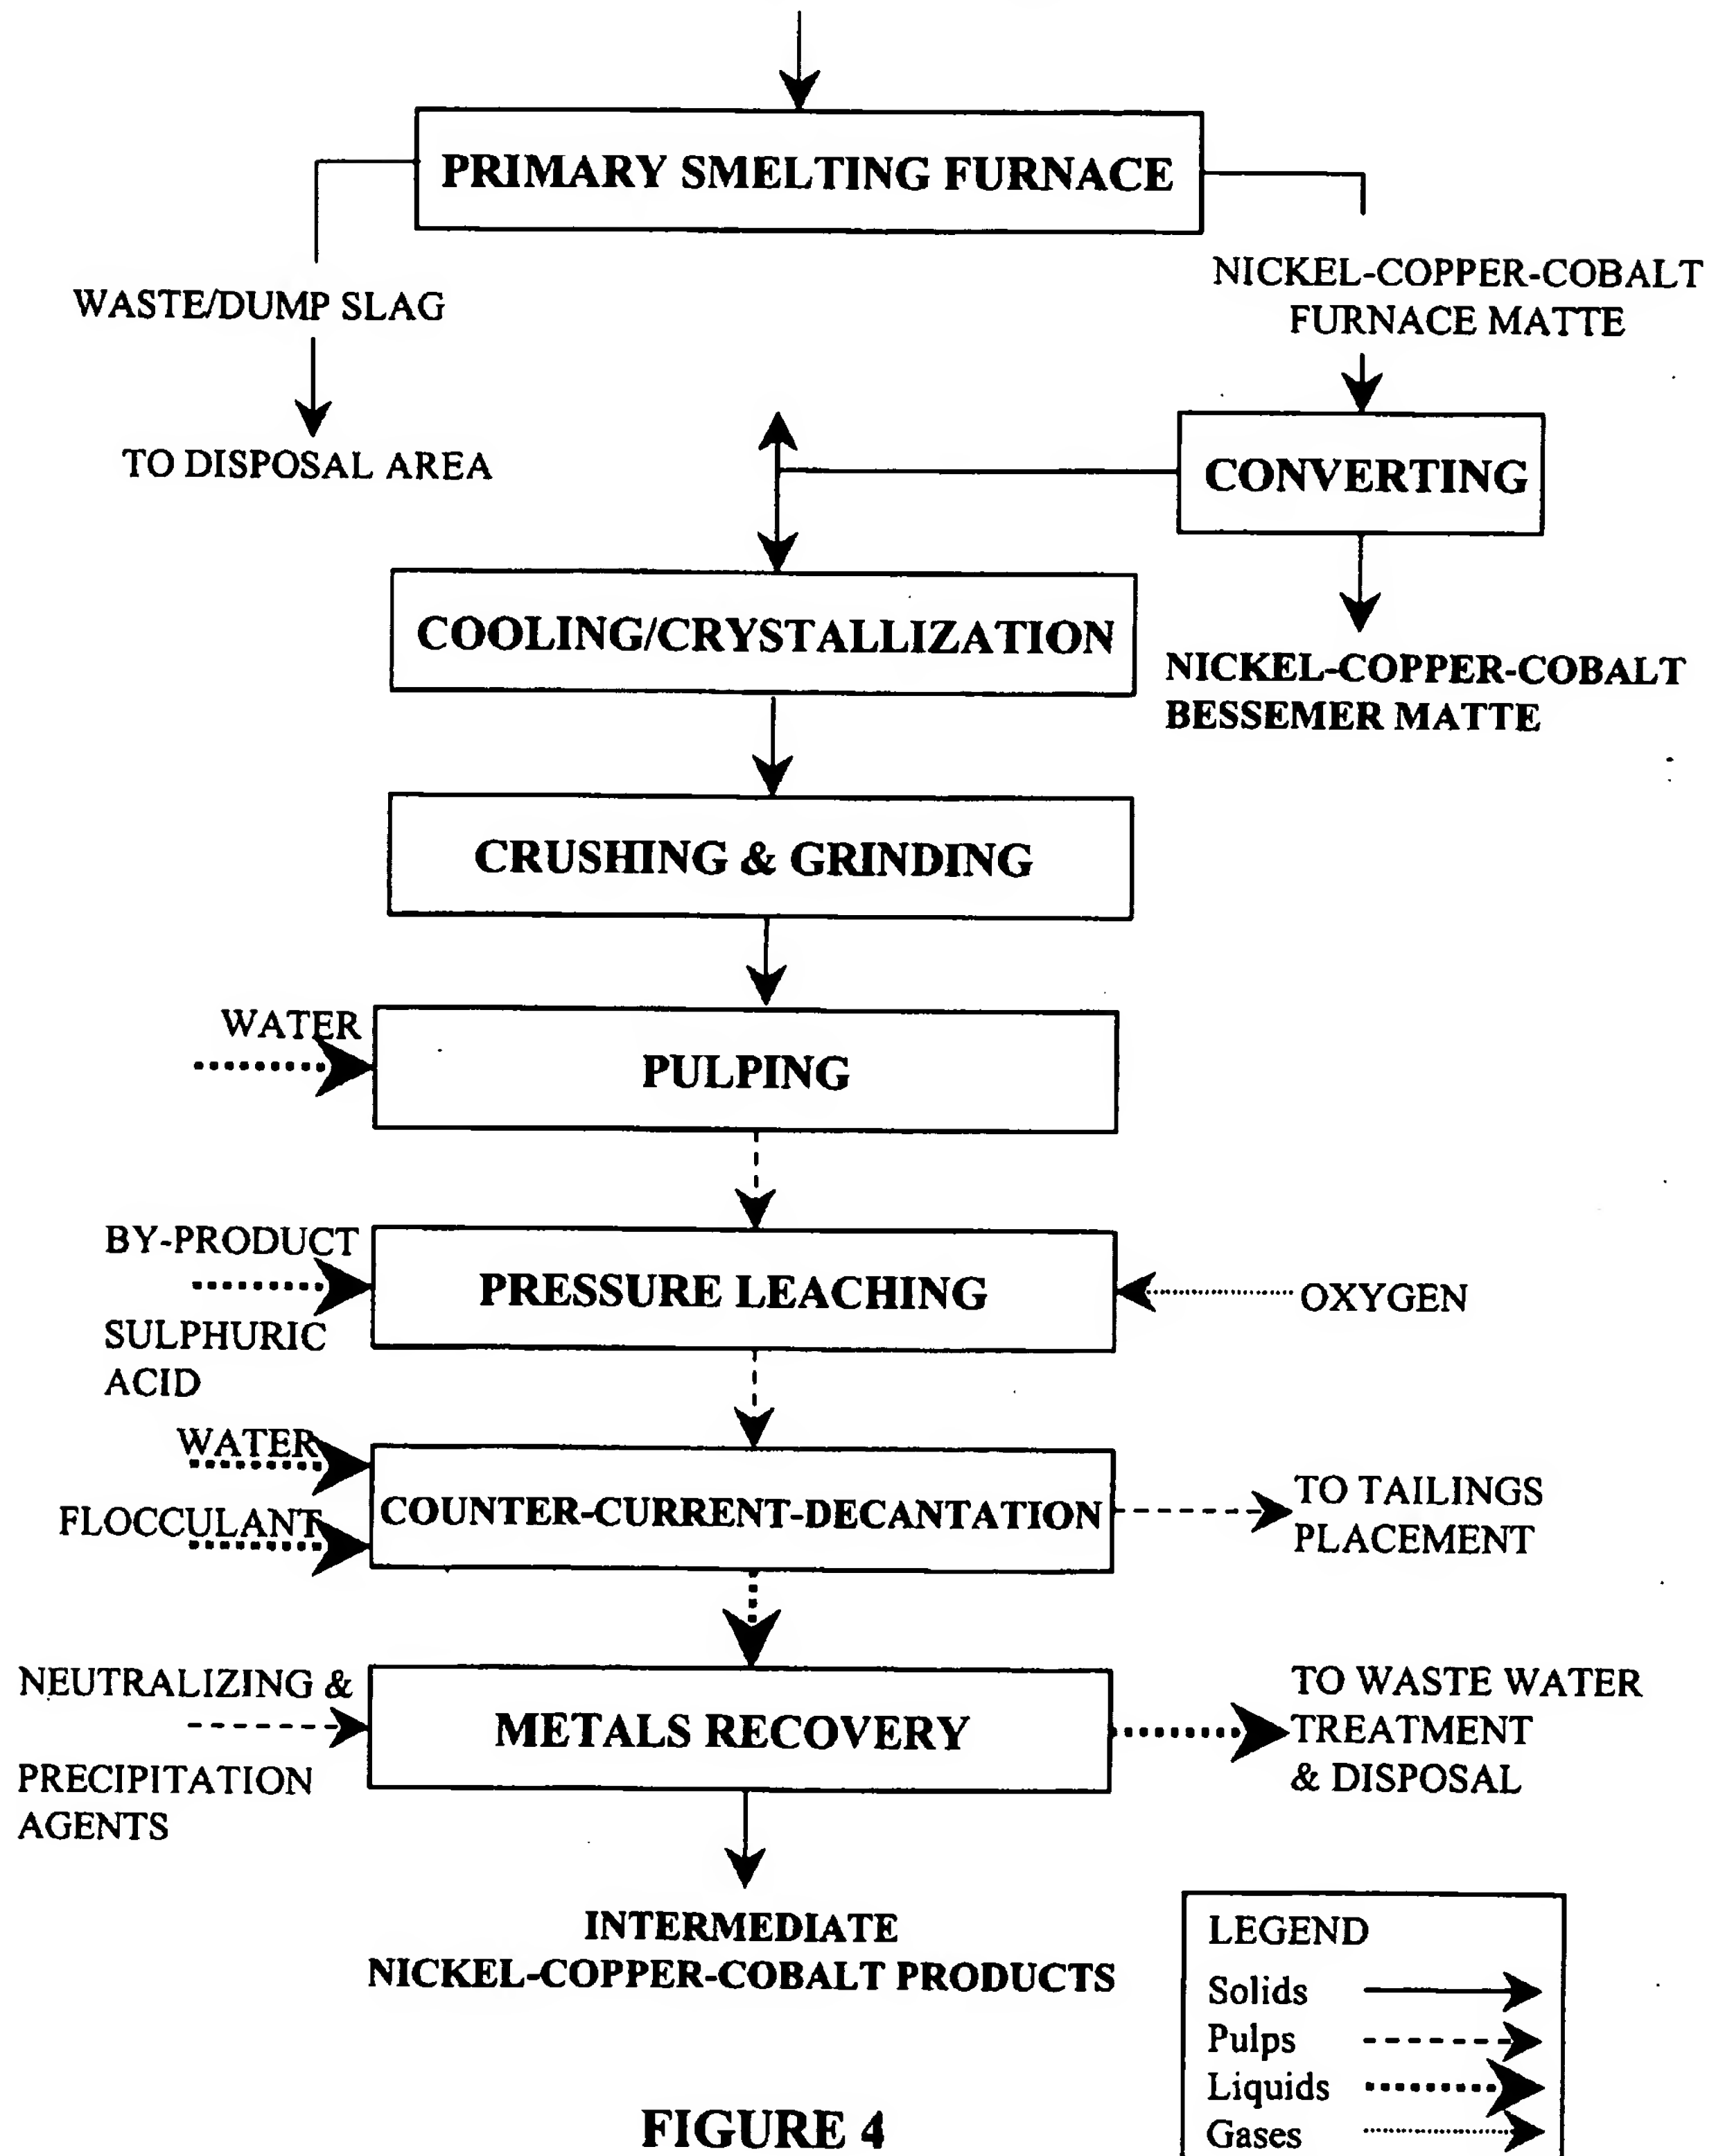 PRIMARY SMELTING FURNACE
WASTE/DUMP SLAG
NICKEL-COPPER-COBALT
FURNACE MATTE
TO DISPOSAL AREA
CONVERTING
COOLING/CRYSTALLIZATION
NICKEL-COPPER-COBALT
BESSEMER MATTE
CRUSHING & GRINDING
WATER
PULPING
BY-PRODUCT
SULPHURIC
ACID
PRESSURE LEACHING
OXYGEN
WATER
FLOCCULANT
COUNTER-CURRENT-DECANTATION
TO TAILINGS
PLACEMENT
NEUTRALIZING &
PRECIPITATION
AGENTS
METALS RECOVERY
TO WASTE WATER
TREATMENT
& DISPOSAL
INTERMEDIATE
NICKEL-COPPER-COBALT PRODUCTS
LEGEND
Solids
Pulps
Liquids
Gases
FIGURE 4